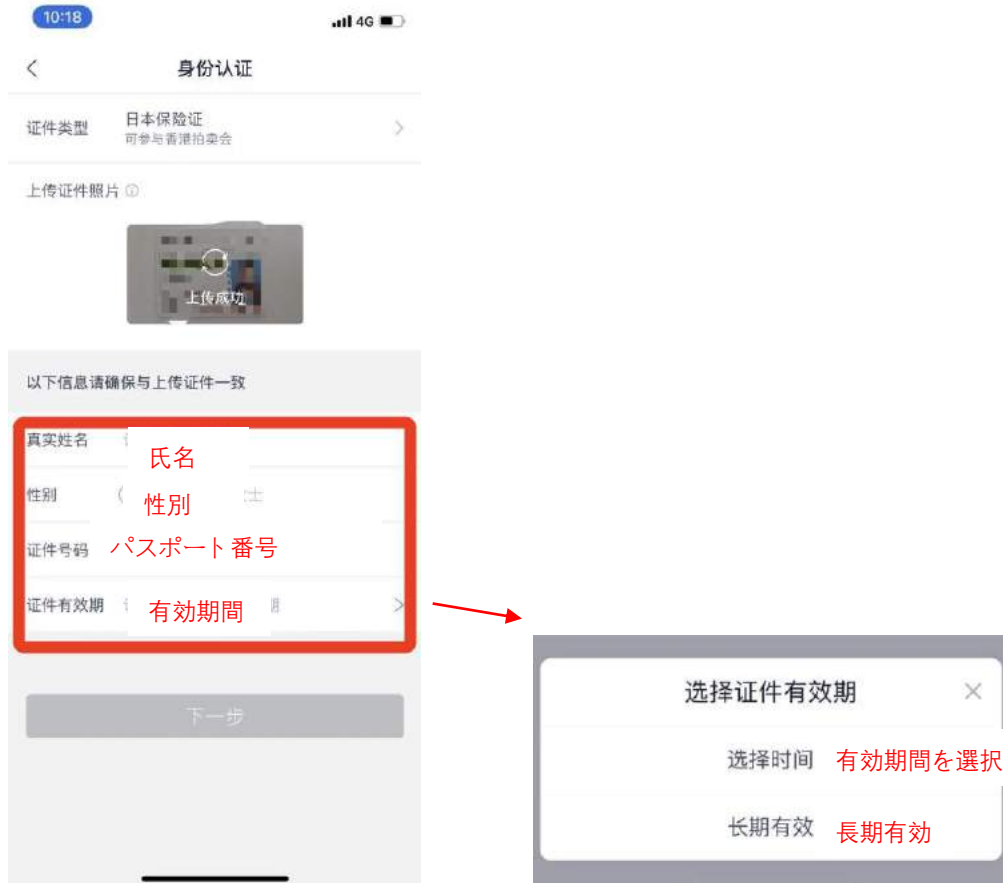 10:18
4G
身份认证
证件类型
日本保险证
可参与香港拍卖会
上传证件照片
上传成功
以下信息请确保与上传证件一致
真实姓名
氏名
性别
性別
士
证件号码
パスポート番号
证件有效期
有効期間
期
下一步
选择证件有效期
选择时间
有効期間を選択
长期有效
長期有効